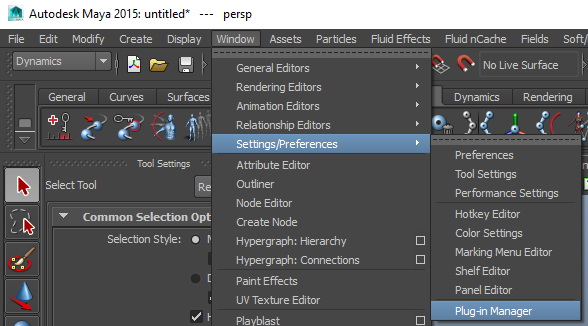 Autodesk Maya 2015: untitled* --- persp
File Edit Modify Create Display Window Assets Particles Fluid Effects Fluid nCache Fields Soft/
Dynamics No Live Surface
General Curves Surfaces Dynamics Rendering
General Editors
Rendering Editors
Animation Editors
Relationship Editors
Settings/Preferences
Attribute Editor
Outliner
Node Editor
Create Node
Hypergraph: Hierarchy
Hypergraph: Connections
Paint Effects
UV Texture Editor
Playblast
Preferences
Tool Settings
Performance Settings
Hotkey Editor
Color Settings
Marking Menu Editor
Shelf Editor
Panel Editor
Plug-in Manager
Tool Settings
Select Tool Re
Common Selection Opt
Selection Style: